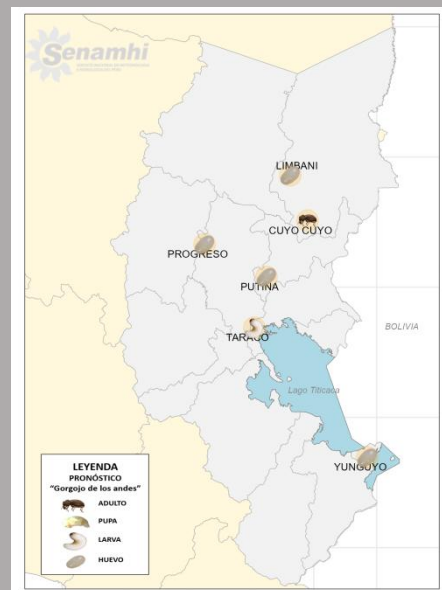 Senamhi
LIMBANI
CUYO CUYO
PROGRESO
PUTINA
TARACO
BOLIVIA
Lago Titicaca
YUNGUYO
LEYENDA
PRONÓSTICO
"Gorgojo de los andes"
ADULTO
PUPA
LARVA
HUEVO